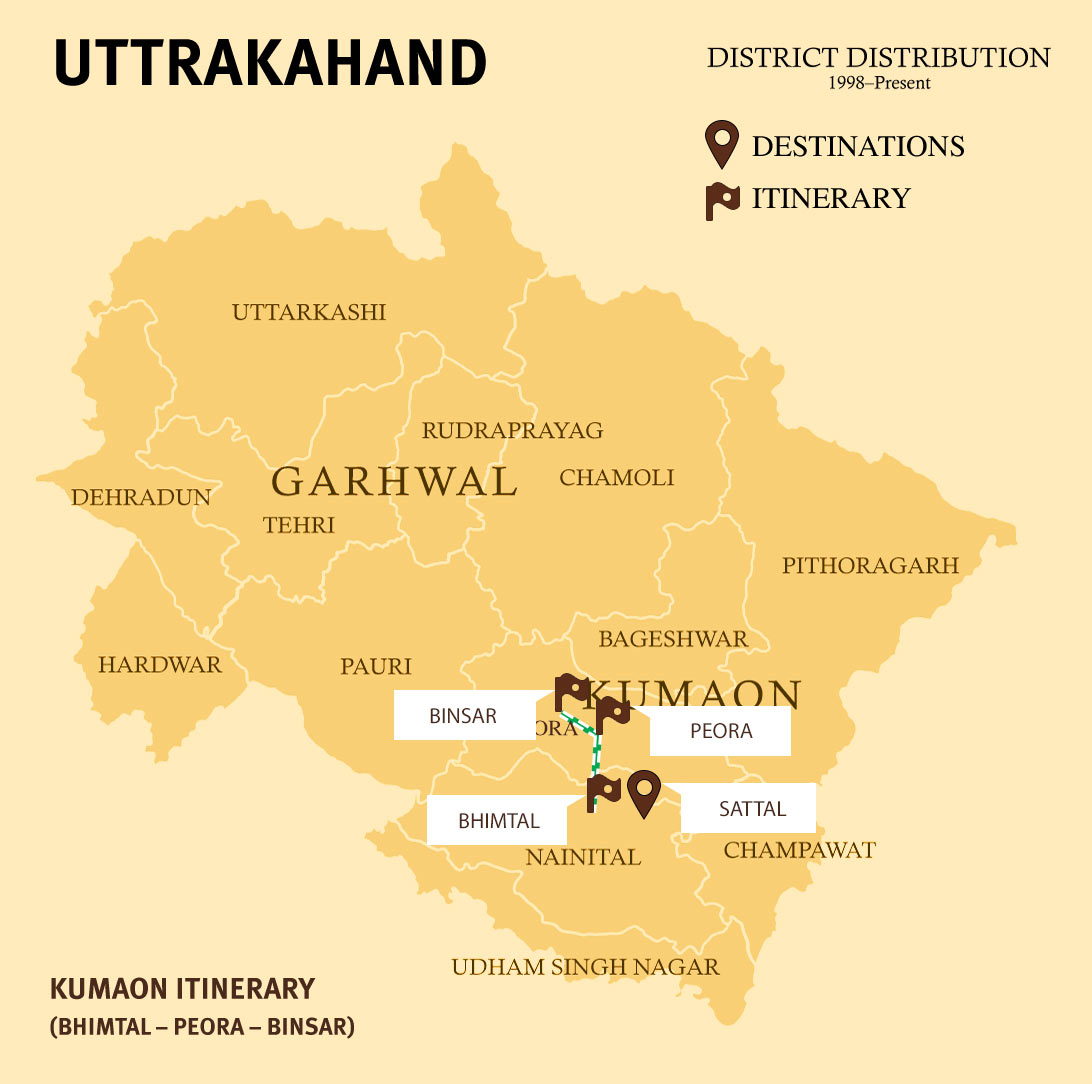 UTTRAKAHAND
DISTRICT DISTRIBUTION
1998–Present
DESTINATIONS
ITINERARY
UTTARKASHI
RUDRAPRAYAG
GARHWAL
CHAMOLI
DEHRADUN
TEHRI
PITHORAGARH
BAGESHWAR
HARDWAR
PAURI
KUMAON
BINSAR
ORA
PEORA
SATTAL
BHIMTAL
CHAMPAWAT
NAINITAL
UDHAM SINGH NAGAR
KUMAON ITINERARY
(BHIMTAL – PEORA – BINSAR)